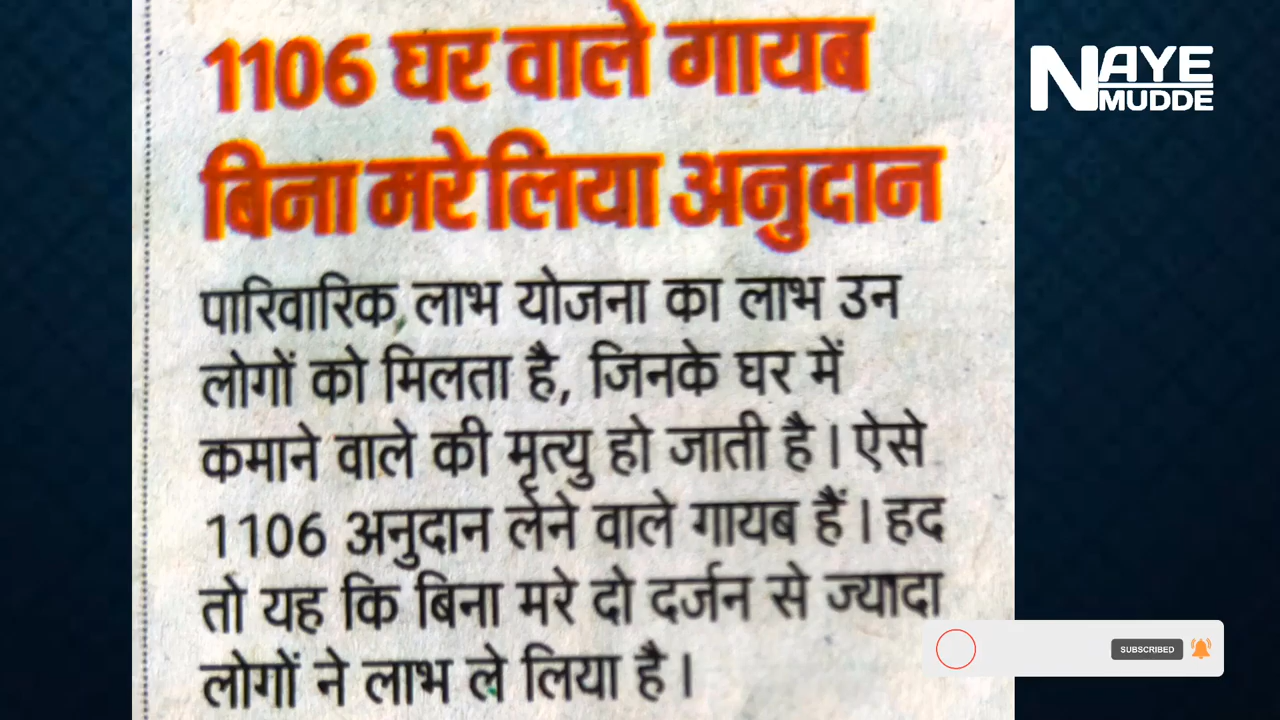 1106 घर वाले गायब
बिना मरे लिया अनुदान
पारिवारिक लाभ योजना का लाभ उन
लोगों को मिलता है, जिनके घर में
कमाने वाले की मृत्यु हो जाती है। ऐसे
1106 अनुदान लेने वाले गायब हैं। हद
तो यह कि बिना मरे दो दर्जन से ज्यादा
लोगों ने लाभ ले लिया है।
NAYE
MUDDE
SUBSCRIBED